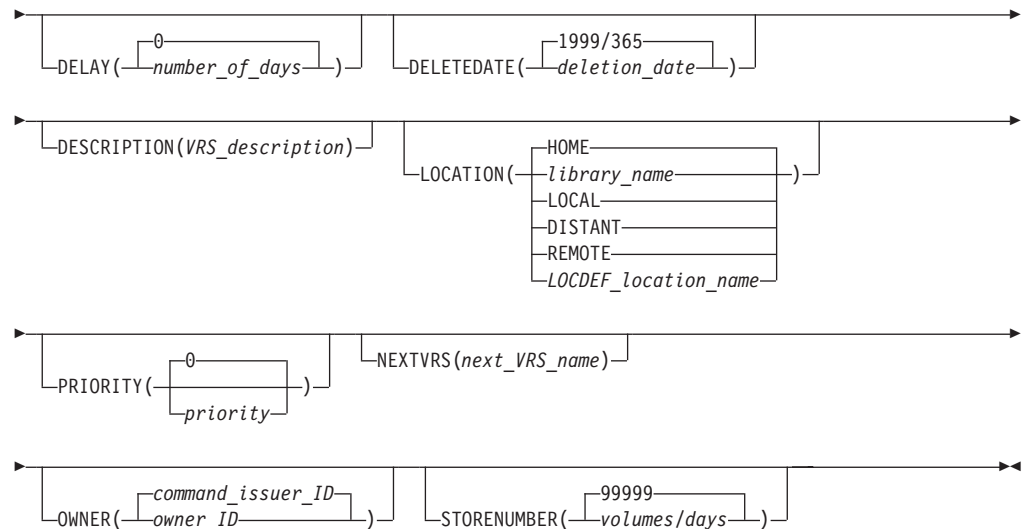 0 1999/365
DELAY( number_of_days ) DELETEDATE( deletion_date )
DESCRIPTION(VRS_description) HOME
LOCATION( library_name )
LOCAL
DISTANT
REMOTE
LOCDEF_location_name
0 NEXTVRS(next_VRS_name)
PRIORITY( )
priority
command_issuer_ID 99999
OWNER( owner ID ) STORENUMBER( volumes/days )